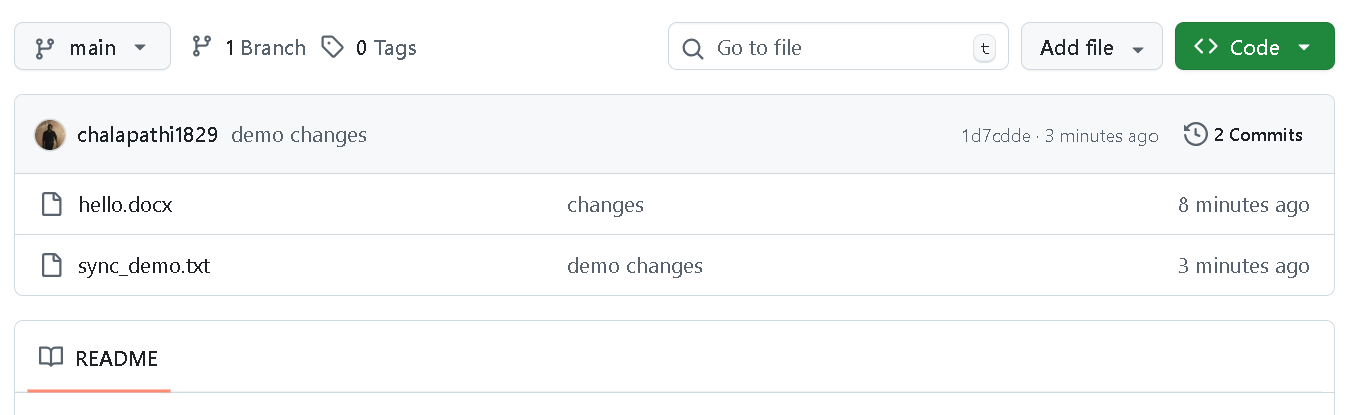 main 1 Branch 0 Tags Go to file t Add file Code
chalapathi1829 demo changes 1d7cdde · 3 minutes ago 2 Commits
hello.docx changes 8 minutes ago
sync_demo.txt demo changes 3 minutes ago
README